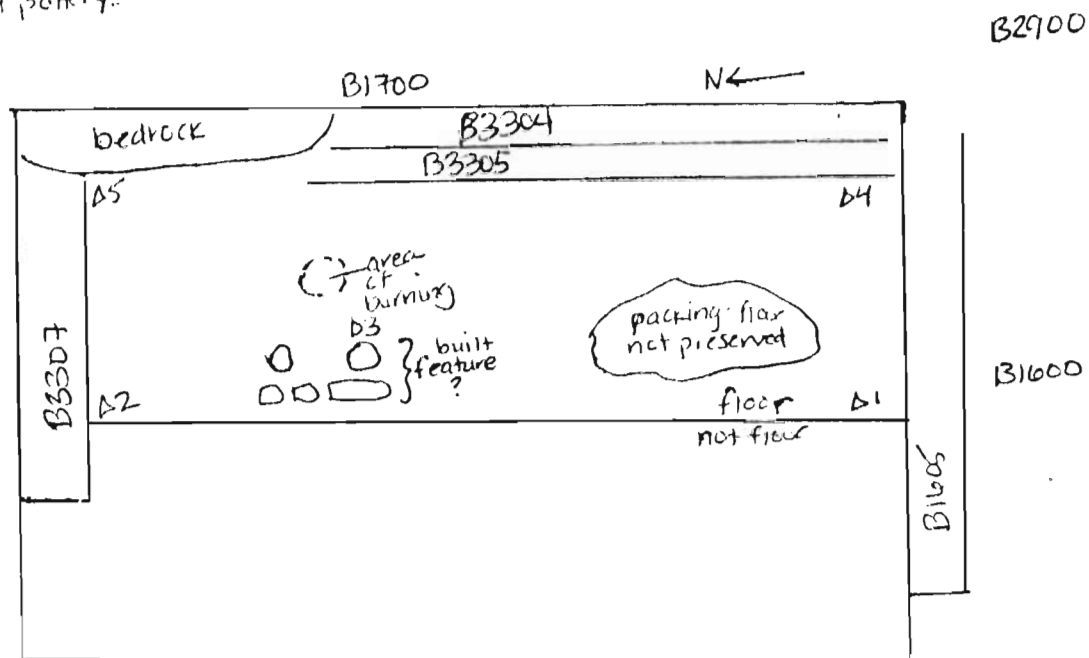 B2900
B1700
N
bedrock
B3304
B3305
Δ5
Δ4
area
of
burning
Δ3
built
feature
?
packing: floor
not preserved
B3307
B1600
Δ2
floor
Δ1
not floor
B1605